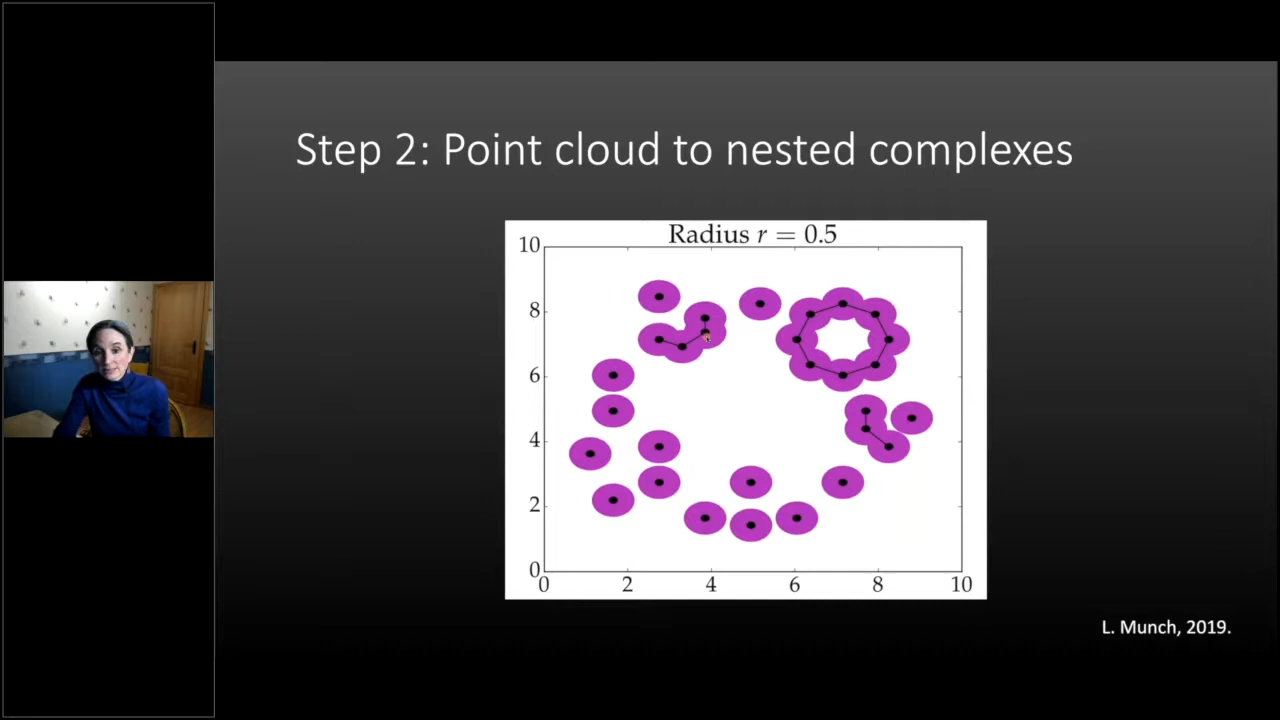 Step 2: Point cloud to nested complexes
Radius r = 0.5
10
8
6
4
2
0
0 2 4 6 8 10
L. Munch, 2019.